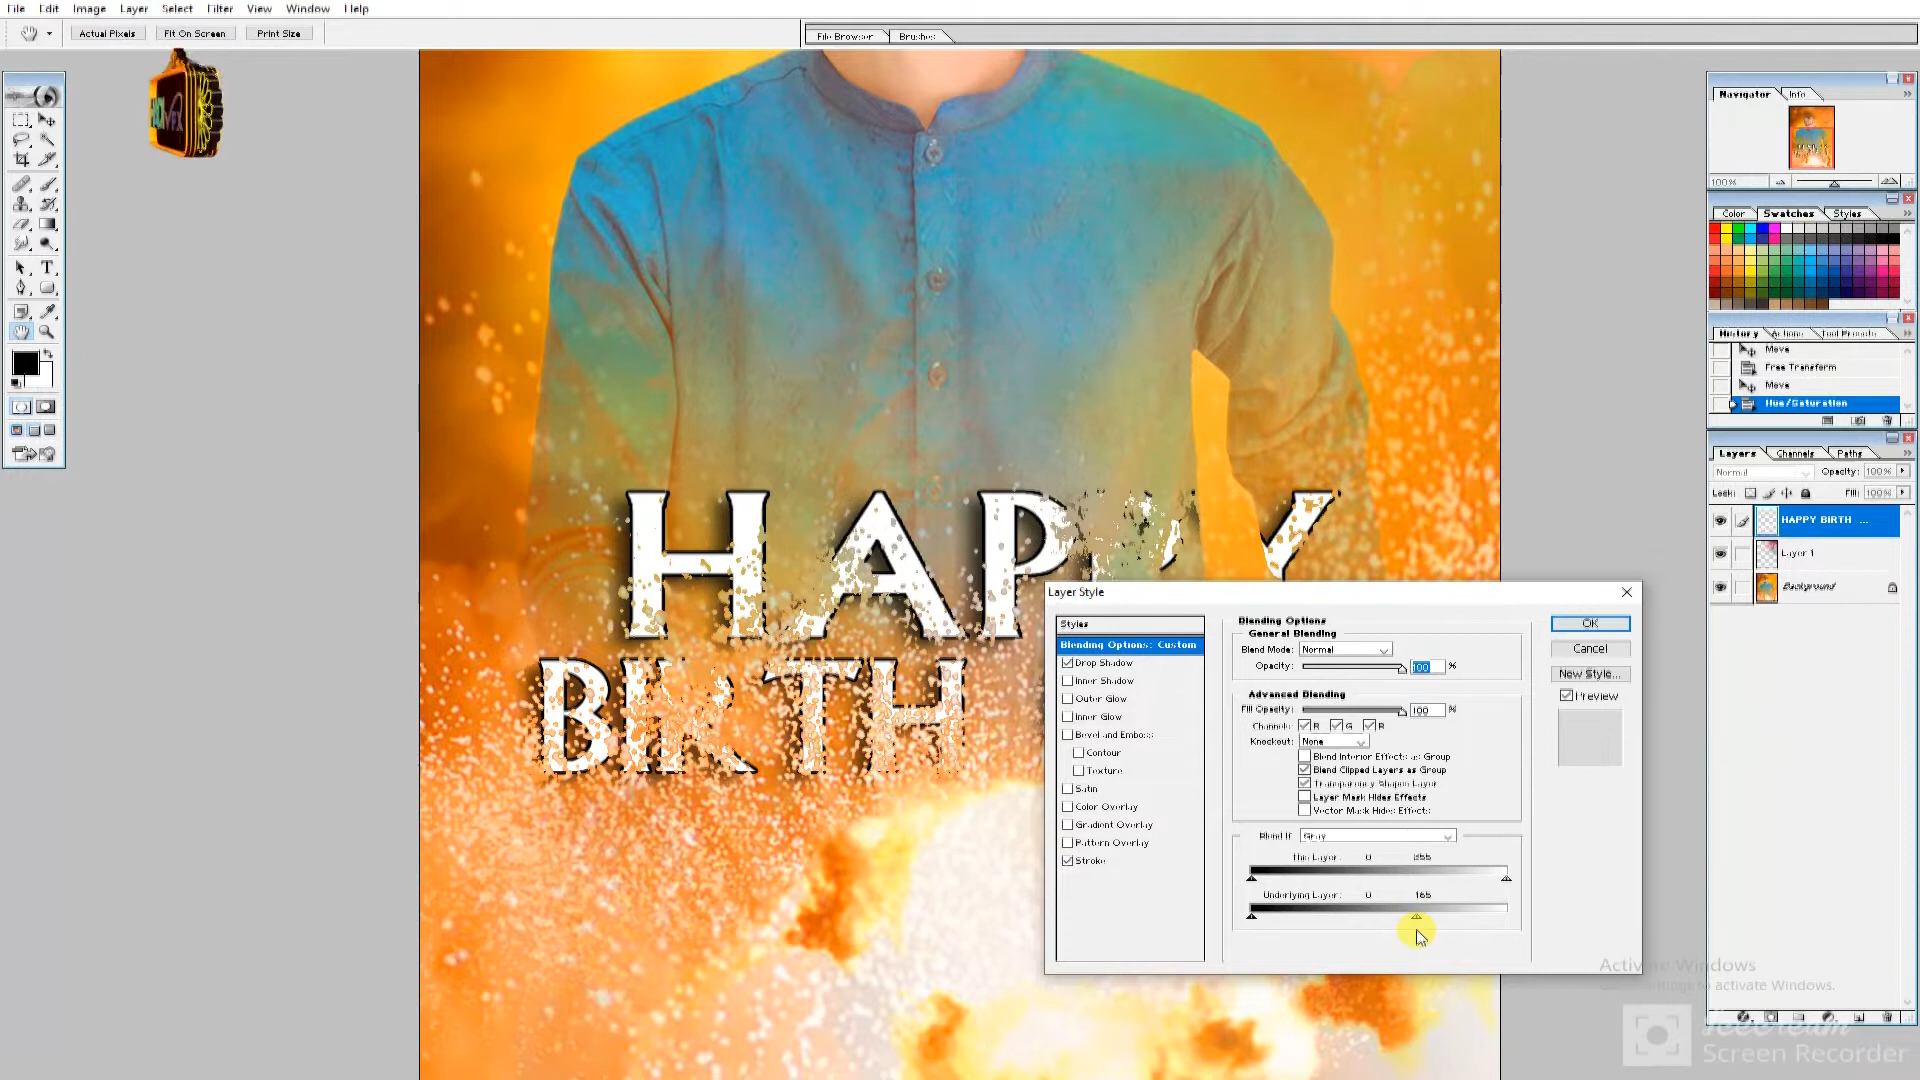 File Edit Image Layer Select Filter View Window Help
Actual Pixels Fit On Screen Print Size
File Browser Brushes
Navigator Info
100%
Color Swatches Styles
History Actions Tool Presets
Move
Free Transform
Move
Hue/Saturation
Layers Channels Paths
Normal Opacity: 100%
Lock: Fill: 100%
HAPPY BIRTH ...
Layer 1
Background
HAPPY
BIRTH
Layer Style
Styles
Blending Options: Custom
Drop Shadow
Inner Shadow
Outer Glow
Inner Glow
Bevel and Emboss
Contour
Texture
Satin
Color Overlay
Gradient Overlay
Pattern Overlay
Stroke
Blending Options
General Blending
Blend Mode: Normal
Opacity: 100 %
Advanced Blending
Fill Opacity: 100 %
Channels: R G B
Knockout: None
Blend Interior Effects as Group
Blend Clipped Layers as Group
Transparency Shapes Layer
Layer Mask Hides Effects
Vector Mask Hides Effects
Blend If: Gray
This Layer: 0 255
Underlying Layer: 0 165
OK
Cancel
New Style...
Preview
Activate Windows
to activate Windows.
Icecream
Screen Recorder